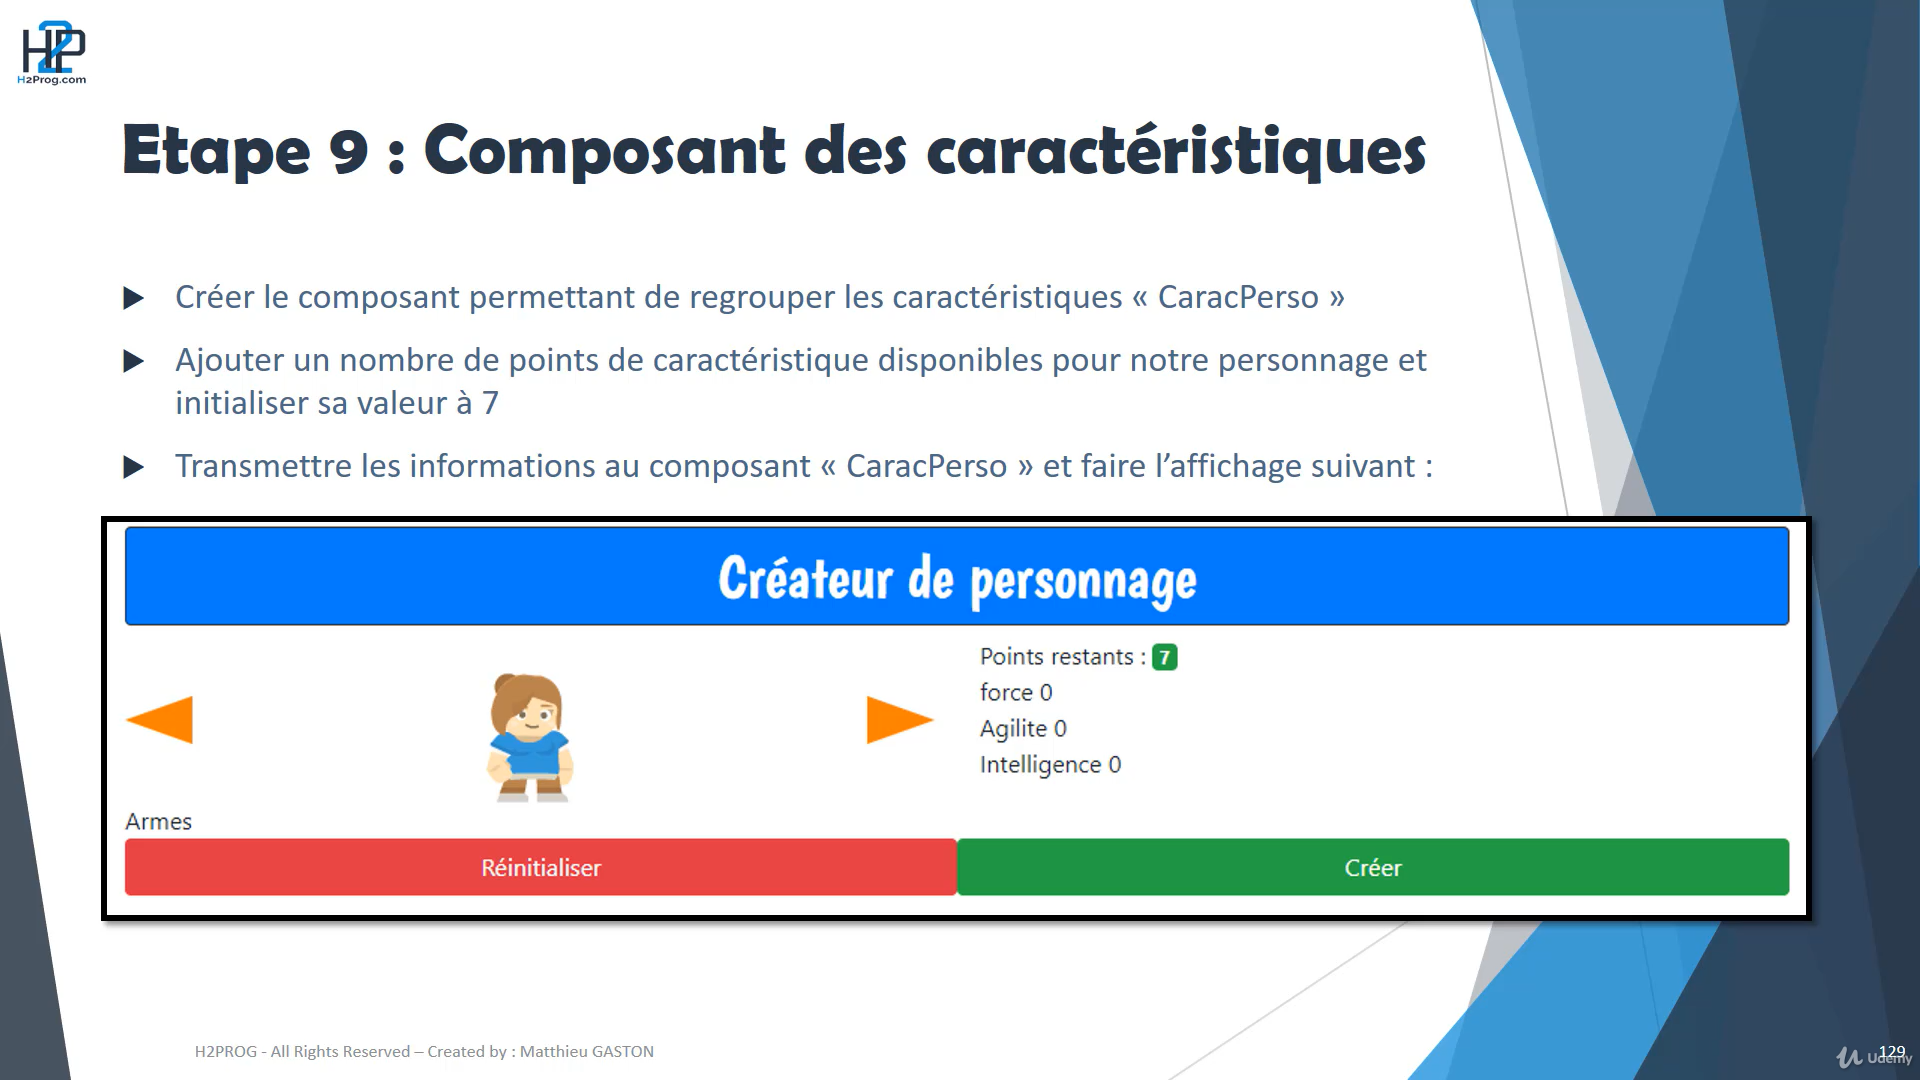 H2P
H2Prog.com
Etape 9 : Composant des caractéristiques
Créer le composant permettant de regrouper les caractéristiques « CaracPerso »
Ajouter un nombre de points de caractéristique disponibles pour notre personnage et
initialiser sa valeur à 7
Transmettre les informations au composant « CaracPerso » et faire l’affichage suivant :
Créateur de personnage
Points restants : 7
force 0
Agilite 0
Intelligence 0
Armes
Réinitialiser
Créer
H2PROG - All Rights Reserved – Created by : Matthieu GASTON
129
Udemy